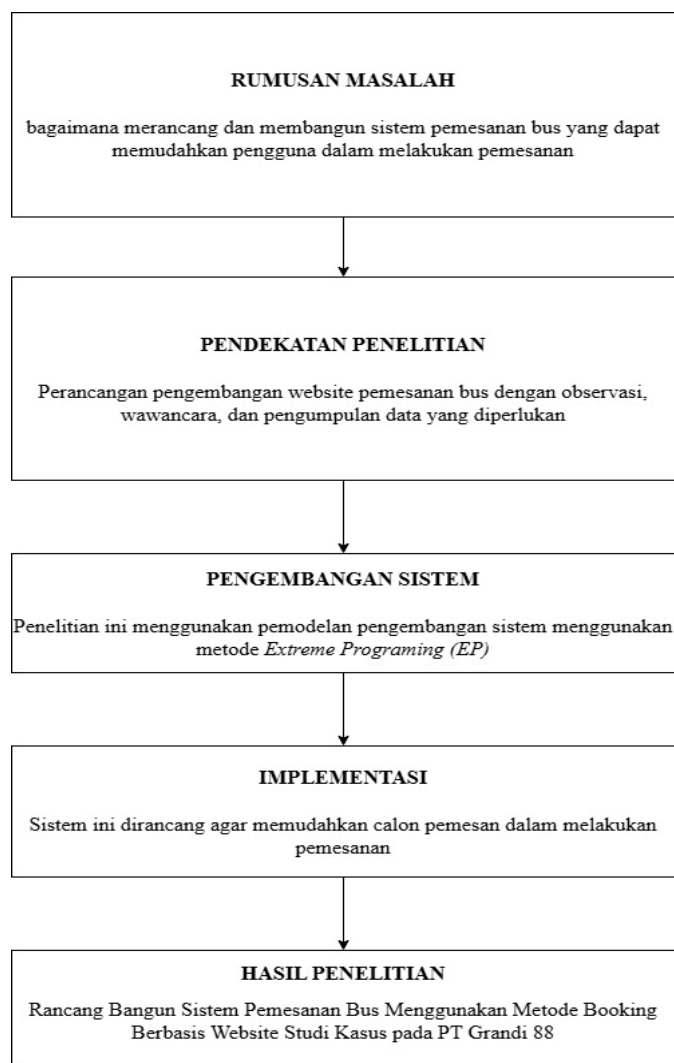 RUMUSAN MASALAH
bagaimana merancang dan membangun sistem pemesanan bus yang dapat
memudahkan pengguna dalam melakukan pemesanan
PENDEKATAN PENELITIAN
Perancangan pengembangan website pemesanan bus dengan observasi,
wawancara, dan pengumpulan data yang diperlukan
PENGEMBANGAN SISTEM
Penelitian ini menggunakan pemodelan pengembangan sistem menggunakan
metode Extreme Programing (EP)
IMPLEMENTASI
Sistem ini dirancang agar memudahkan calon pemesan dalam melakukan
pemesanan
HASIL PENELITIAN
Rancang Bangun Sistem Pemesanan Bus Menggunakan Metode Booking
Berbasis Website Studi Kasus pada PT Grandi 88